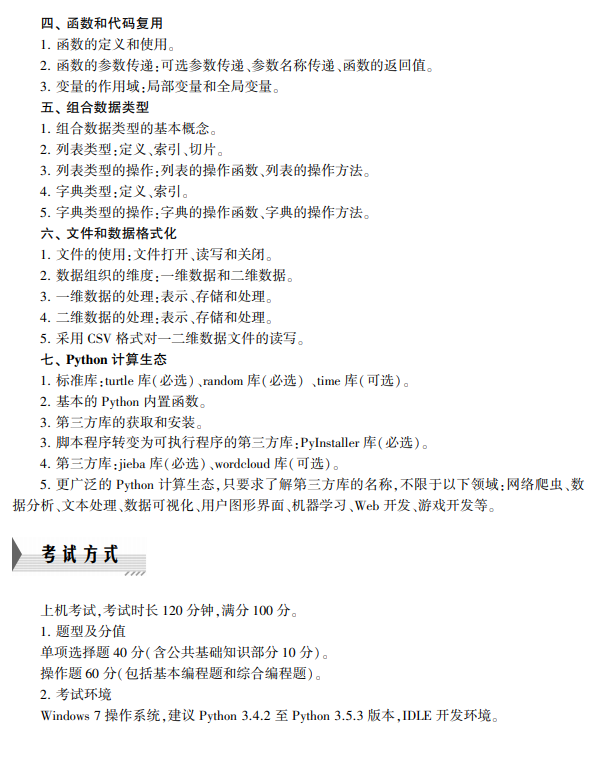 四、函数和代码复用
1. 函数的定义和使用。
2. 函数的参数传递:可选参数传递、参数名称传递、函数的返回值。
3. 变量的作用域:局部变量和全局变量。
五、组合数据类型
1. 组合数据类型的基本概念。
2. 列表类型:定义、索引、切片。
3. 列表类型的操作:列表的操作函数、列表的操作方法。
4. 字典类型:定义、索引。
5. 字典类型的操作:字典的操作函数、字典的操作方法。
六、文件和数据格式化
1. 文件的使用:文件打开、读写和关闭。
2. 数据组织的维度:一维数据和二维数据。
3. 一维数据的处理:表示、存储和处理。
4. 二维数据的处理:表示、存储和处理。
5. 采用 CSV 格式对一二维数据文件的读写。
七、Python 计算生态
1. 标准库:turtle 库(必选)、random 库(必选) 、time 库(可选)。
2. 基本的 Python 内置函数。
3. 第三方库的获取和安装。
3. 脚本程序转变为可执行程序的第三方库:PyInstaller 库(必选)。
4. 第三方库:jieba 库(必选)、wordcloud 库(可选)。
5. 更广泛的 Python 计算生态,只要求了解第三方库的名称,不限于以下领域:网络爬虫、数
据分析、文本处理、数据可视化、用户图形界面、机器学习、Web 开发、游戏开发等。
考试方式
上机考试,考试时长 120 分钟,满分 100 分。
1. 题型及分值
单项选择题 40 分(含公共基础知识部分 10 分)。
操作题 60 分(包括基本编程题和综合编程题)。
2. 考试环境
Windows 7 操作系统,建议 Python 3.4.2 至 Python 3.5.3 版本,IDLE 开发环境。